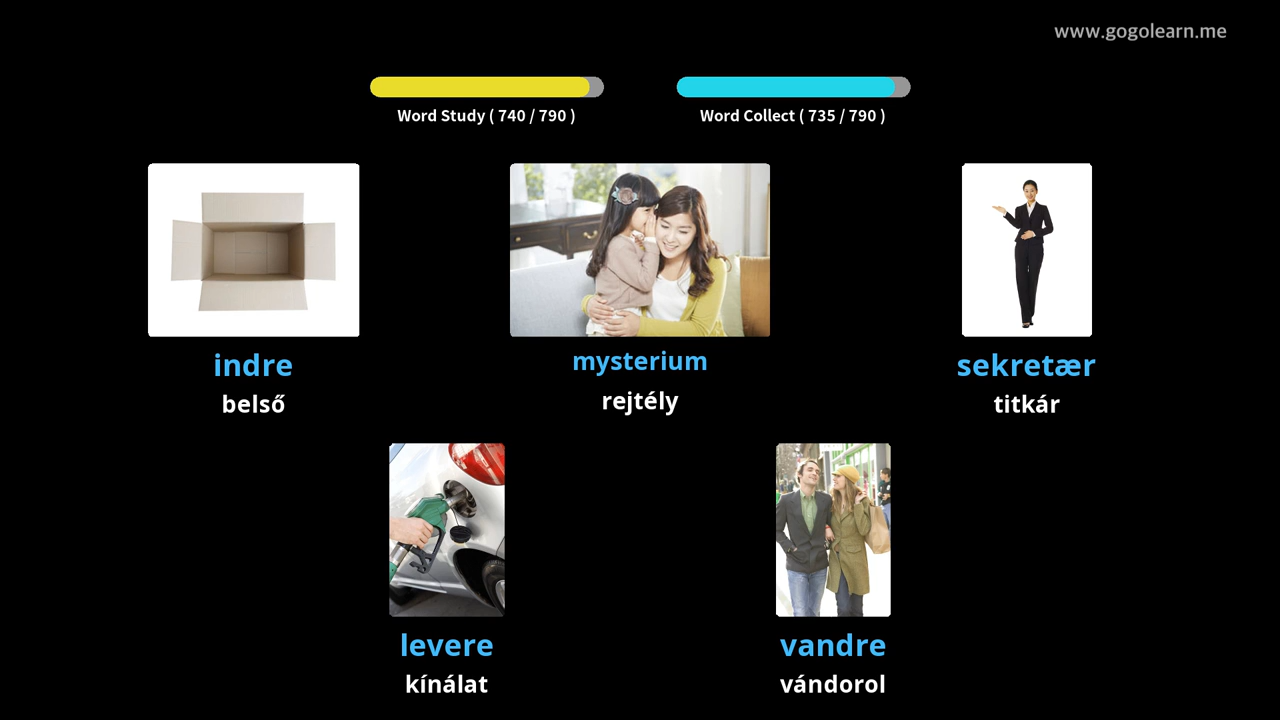 www.gogolearn.me
Word Study ( 740 / 790 )
Word Collect ( 735 / 790 )
indre
belső
mysterium
rejtély
sekretær
titkár
levere
kínálat
vandre
vándorol